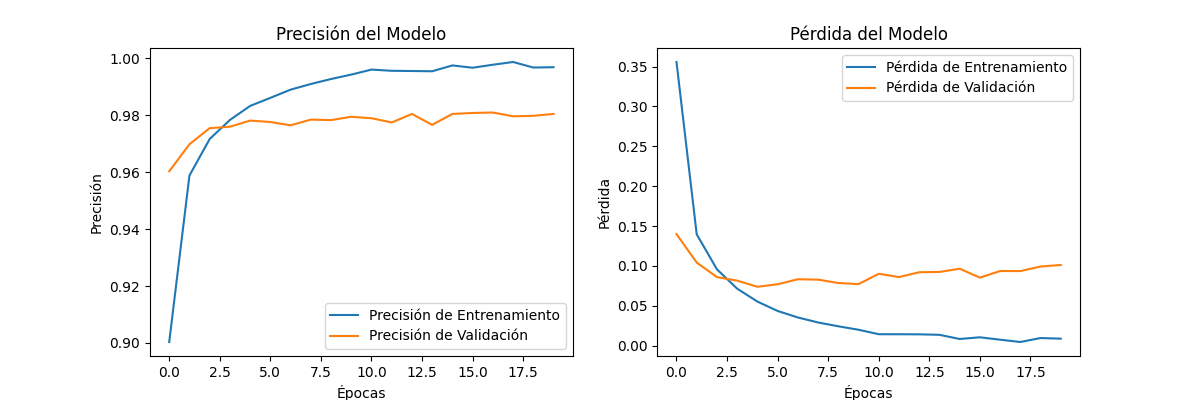 Precisión del Modelo
1.00
0.98
0.96
0.94
0.92
0.90
Precisión
Precisión de Entrenamiento
Precisión de Validación
0.0 2.5 5.0 7.5 10.0 12.5 15.0 17.5
Épocas
Pérdida del Modelo
0.35
0.30
0.25
0.20
0.15
0.10
0.05
0.00
Pérdida
Pérdida de Entrenamiento
Pérdida de Validación
0.0 2.5 5.0 7.5 10.0 12.5 15.0 17.5
Épocas